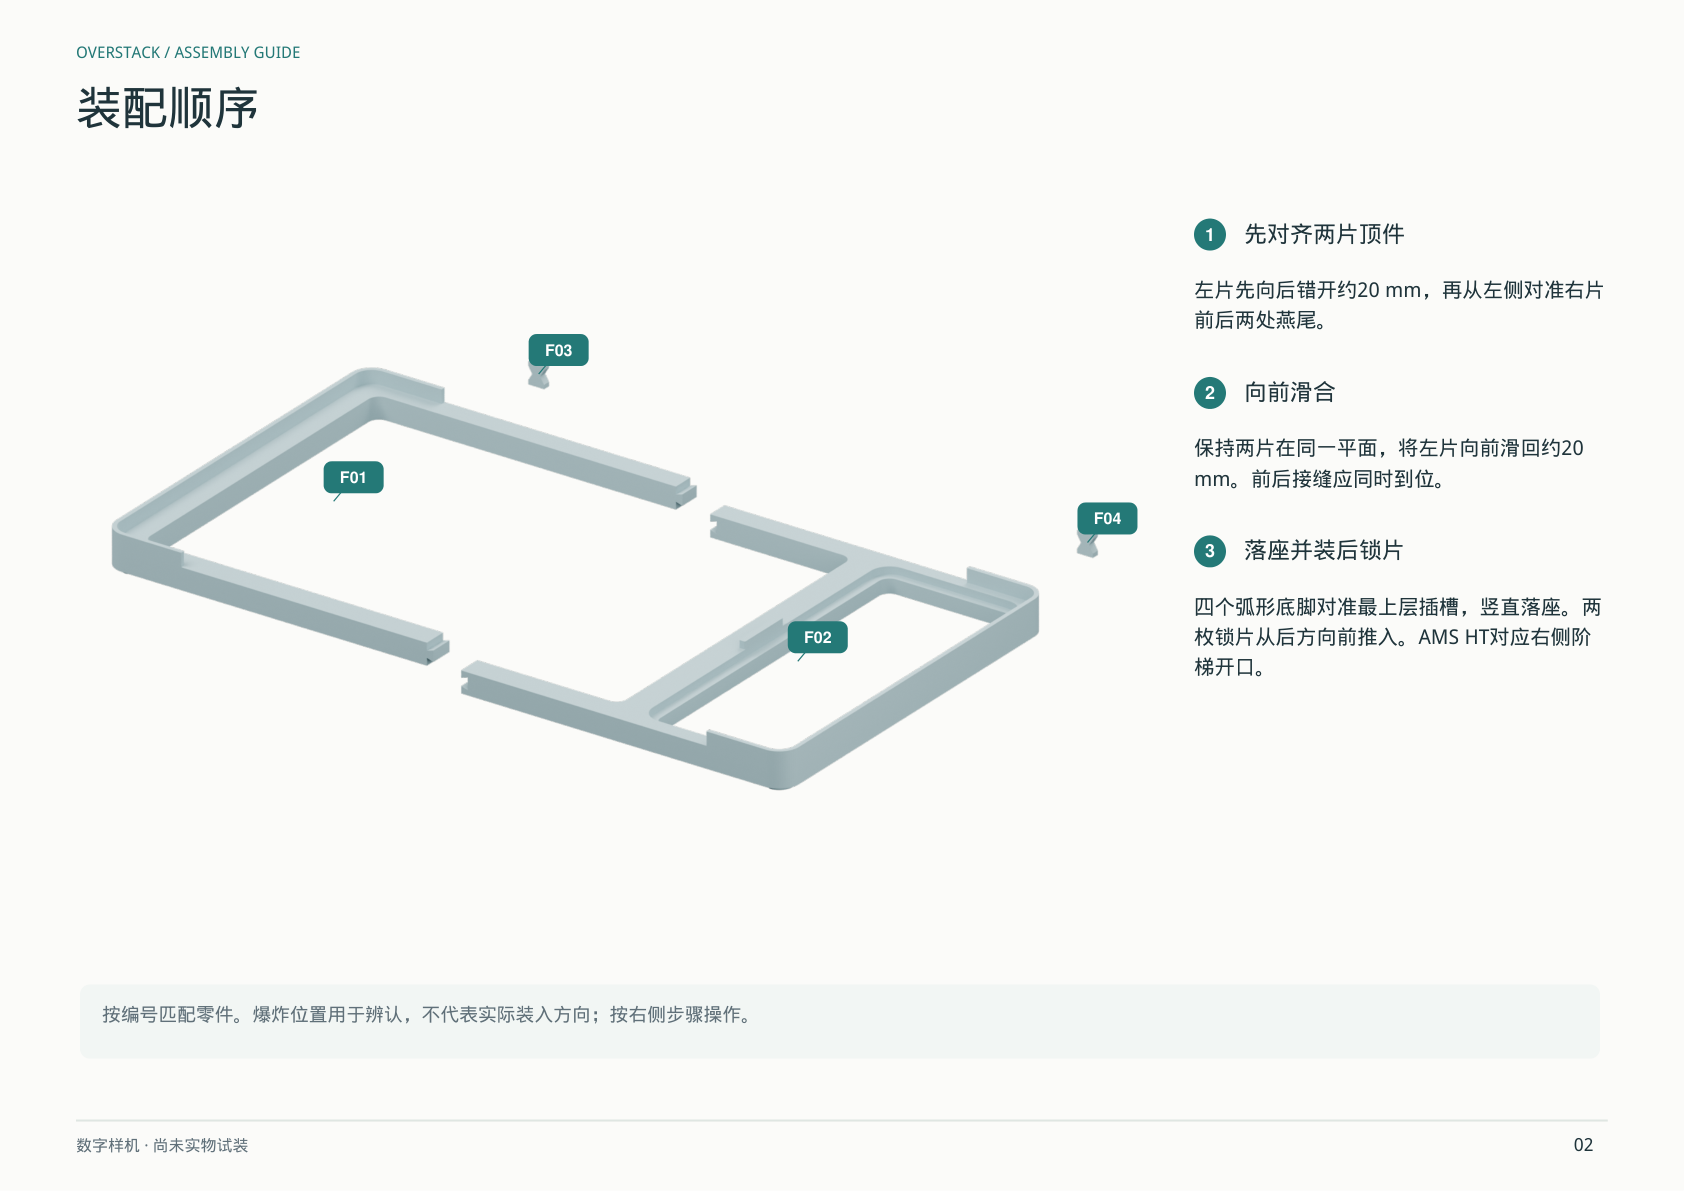 OVERSTACK / ASSEMBLY GUIDE
装配顺序
F03
F01
F04
F02
1 先对齐两片顶件
左片先向后错开约20 mm，再从左侧对准右片
前后两处燕尾。
2 向前滑合
保持两片在同一平面，将左片向前滑回约20
mm。前后接缝应同时到位。
3 落座并装后锁片
四个弧形底脚对准最上层插槽，竖直落座。两
枚锁片从后方向前推入。AMS HT对应右侧阶
梯开口。
按编号匹配零件。爆炸位置用于辨认，不代表实际装入方向；按右侧步骤操作。
数字样机 · 尚未实物试装
02